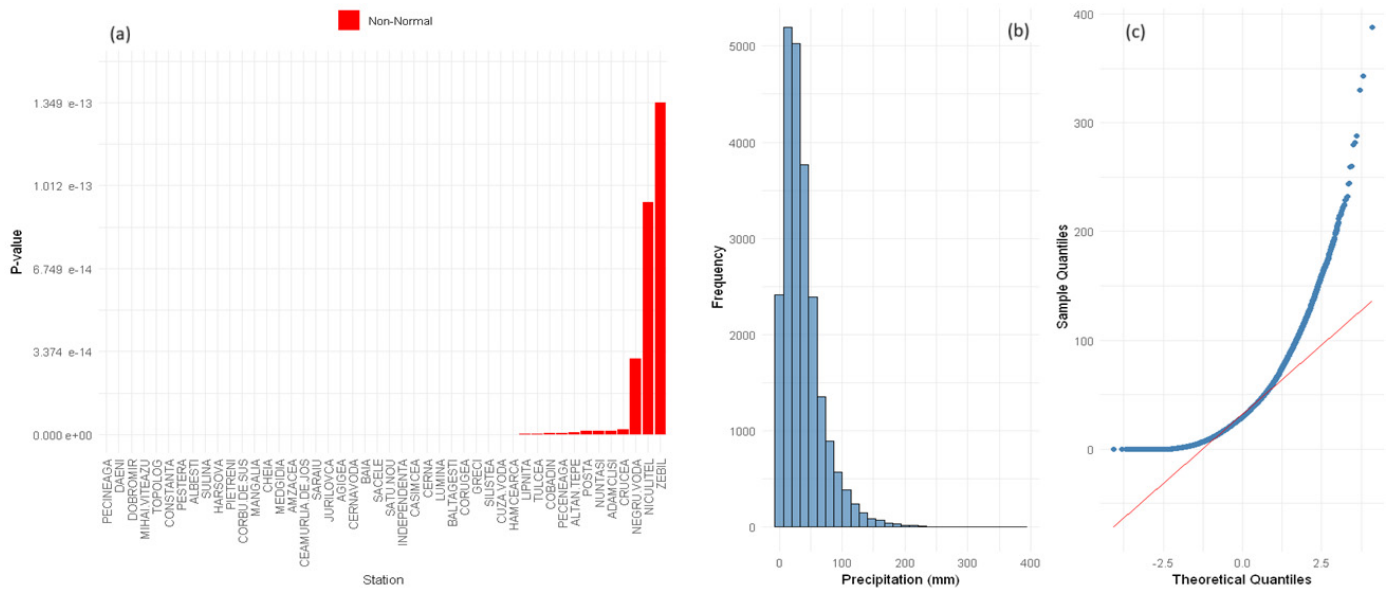 (a)
Non-Normal
P-value
1.349 e-13
1.012 e-13
6.749 e-14
3.374 e-14
0.000 e+00
PECINEAGA
DAENI
DOBROMIR
MIHAI VITEAZU
TOPOLOG
CONSTANTA
PESTERA
ALBESTI
SULINA
HARSOVA
PIETRENI
CORBU DE SUS
MANGALIA
CHEIA
MEDGIDIA
AMZACEA
CEAMURLIA DE JOS
SARAIU
JURILOVCA
AGIGEA
CERNAVODA
BAIA
SACELE
SATU NOU
INDEPENDENTA
CASIMCEA
CERNA
LUMINA
BALTAGESTI
CORUGEA
GRECI
SILISTEA
CUZA VODA
HAMCEARCA
LIPNITA
TULCEA
COBADIN
PECENEAGA
ALTAN TEPE
POSTA
NUNTASI
ADAMCLISI
CRUCEA
NEGRU VODA
NICULITEL
ZEBIL
Station
(b)
Frequency
5000
4000
3000
2000
1000
0
0 100 200 300 400
Precipitation (mm)
(c)
Sample Quantiles
400
300
200
100
0
-2.5 0.0 2.5
Theoretical Quantiles